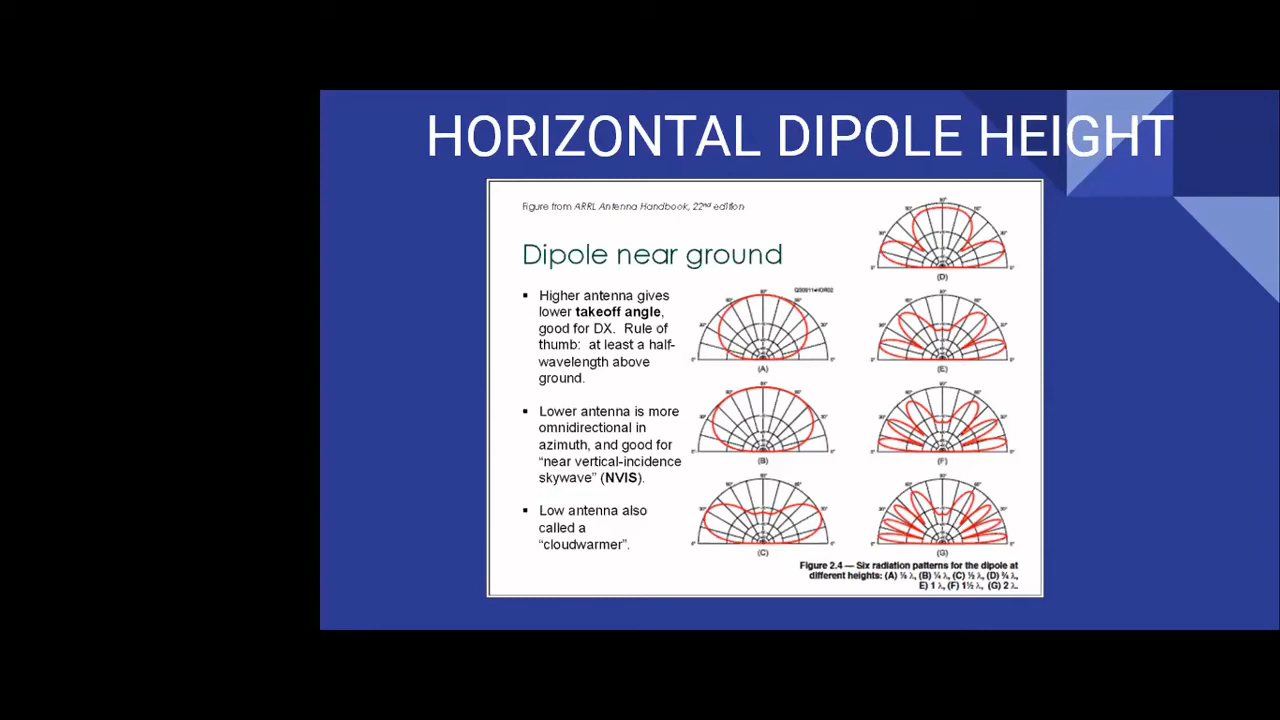 HORIZONTAL DIPOLE HEIGHT
Figure from ARRL Antenna Handbook, 22nd edition
Dipole near ground
▪ Higher antenna gives
lower takeoff angle,
good for DX. Rule of
thumb: at least a half-
wavelength above
ground.
▪ Lower antenna is more
omnidirectional in
azimuth, and good for
“near vertical-incidence
skywave” (NVIS).
▪ Low antenna also
called a
“cloudwarmer”.
(A)
(B)
(C)
(D)
(E)
(F)
(G)
Figure 2.4 — Six radiation patterns for the dipole at
different heights: (A) ⅛ λ, (B) ¼ λ, (C) ½ λ, (D) ¾ λ,
E) 1 λ, (F) 1½ λ, (G) 2 λ.